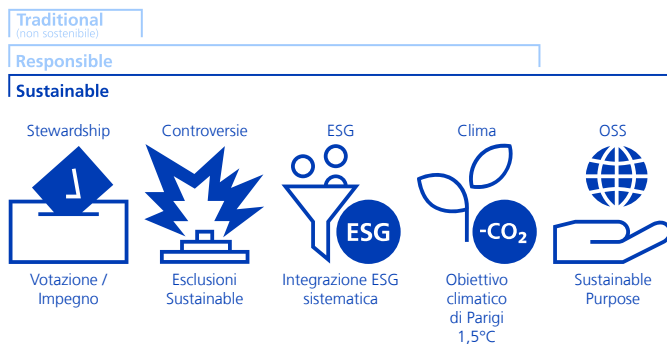 Traditional
(non sostenibile)
Responsible
Sustainable
Stewardship
Controversie
ESG
Clima
OSS
ESG
-CO₂
Votazione /
Impegno
Esclusioni
Sustainable
Integrazione ESG
sistematica
Obiettivo
climatico
di Parigi
1,5°C
Sustainable
Purpose